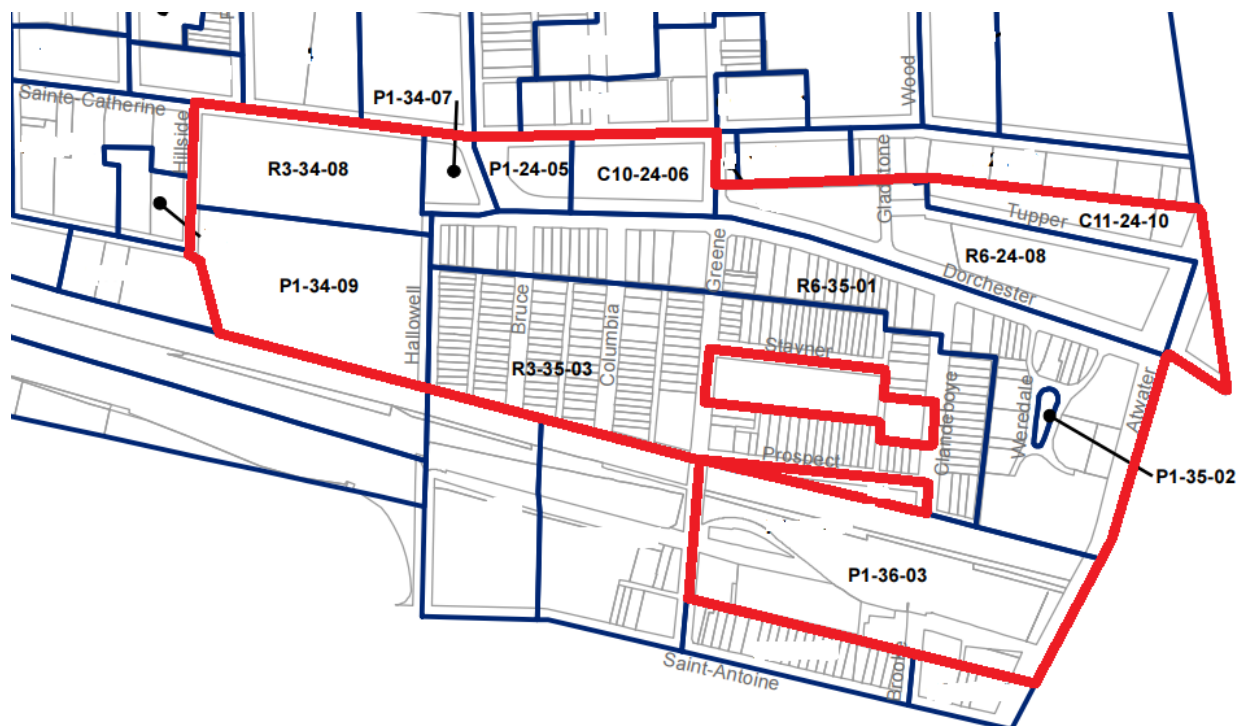 Sainte-Catherine
Hillside
P1-34-07
Wood
R3-34-08
P1-24-05
C10-24-06
Gladstone
Tupper
C11-24-10
R6-24-08
P1-34-09
Hallowell
Bruce
Columbia
Greene
R6-35-01
Dorchester
Stayner
R3-35-03
Clandeboye
Weredale
Atwater
Prospect
P1-35-02
P1-36-03
Saint-Antoine
Brooke